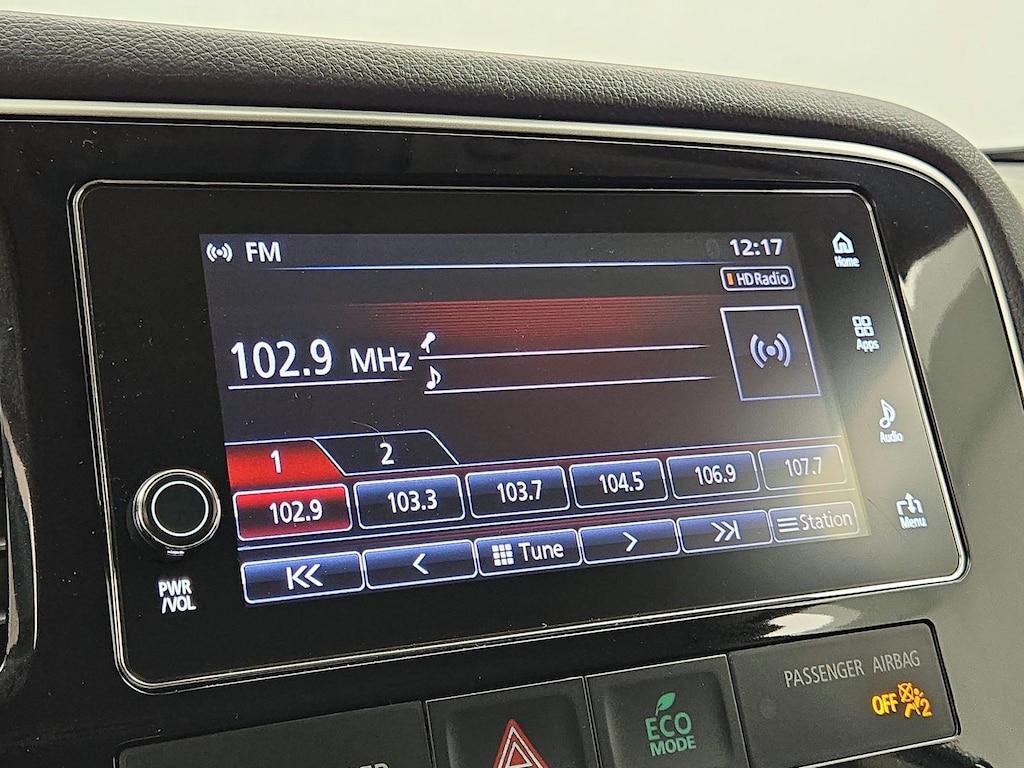 FM 12:17
HD Radio
Home
102.9 MHz
Apps
1 2
Audio
102.9 103.3 103.7 104.5 106.9 107.7
Tune Station
Menu
PWR
/VOL
PASSENGER AIRBAG
OFF 2
ECO
MODE